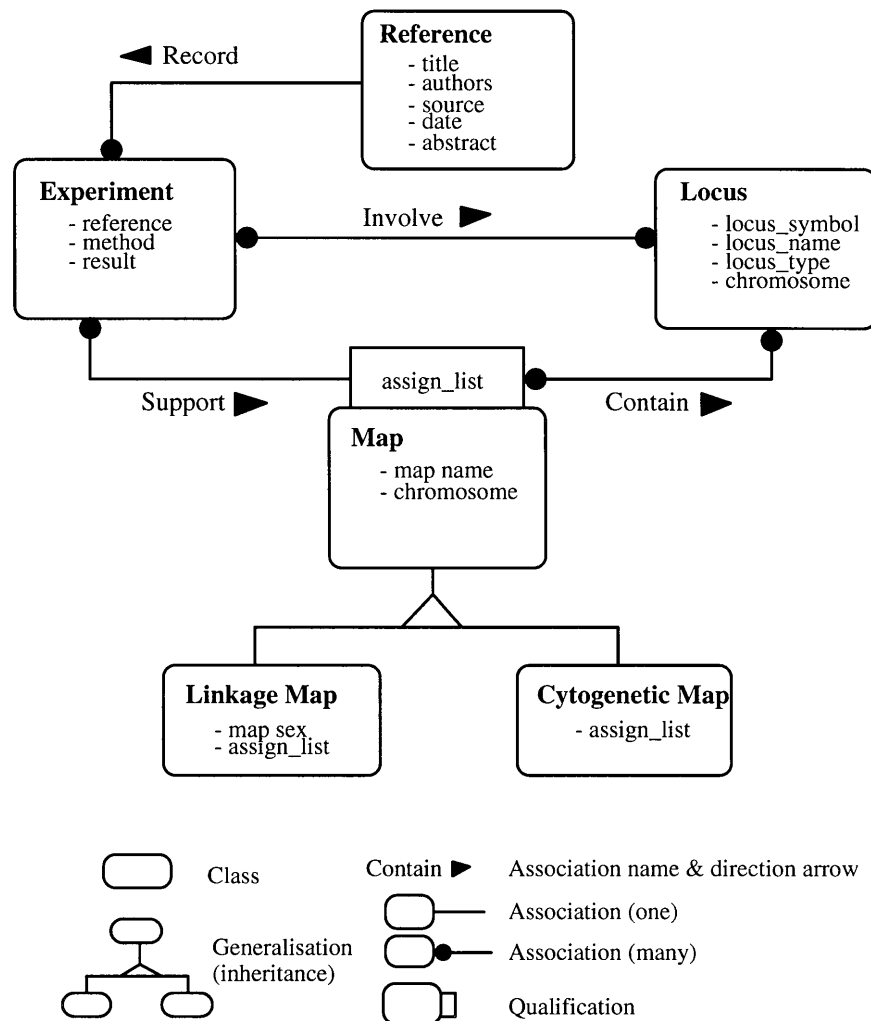 Reference
- title
- authors
- source
- date
- abstract
Record
Experiment
- reference
- method
- result
Involve
Locus
- locus_symbol
- locus_name
- locus_type
- chromosome
assign_list
Support
Contain
Map
- map name
- chromosome
Linkage Map
- map sex
- assign_list
Cytogenetic Map
- assign_list
Class
Generalisation
(inheritance)
Contain
Association name & direction arrow
Association (one)
Association (many)
Qualification